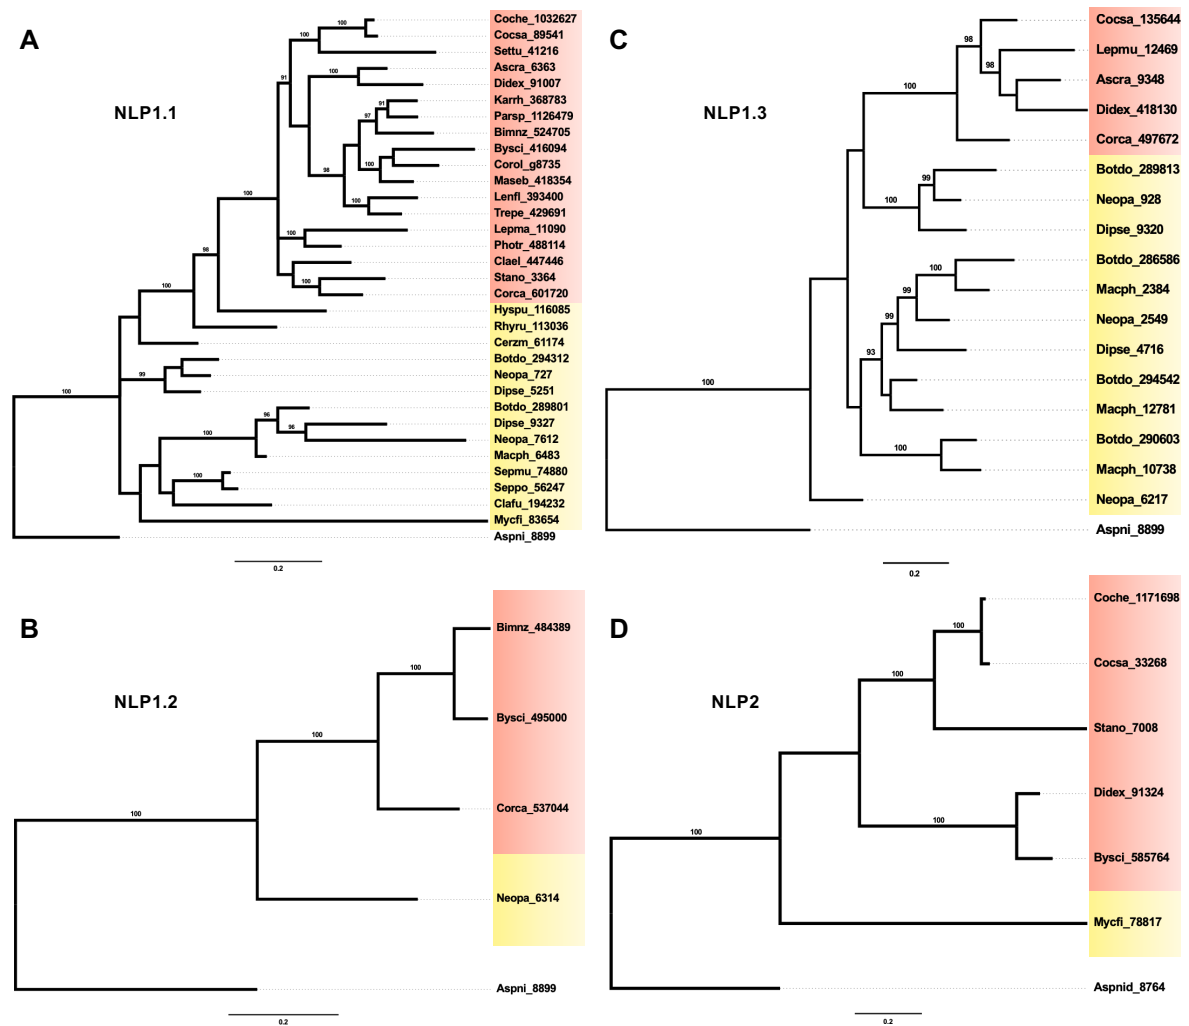 A
NLP1.1
100
100
91
100
91
97
98
100
100
100
100
100
98
100
99
100
96
96
100
100
Coche_1032627
Cocsa_89541
Settu_41216
Ascra_6363
Didex_91007
Karrh_368783
Parsp_1126479
Bimnz_524705
Bysci_416094
Corol_g8735
Maseb_418354
Lenfl_393400
Trepe_429691
Lepma_11090
Photr_488114
Clael_447446
Stano_3364
Corca_601720
Hyspu_116085
Rhyru_113036
Cerzm_61174
Botdo_294312
Neopa_727
Dipse_5251
Botdo_289801
Dipse_9327
Neopa_7612
Macph_6483
Sepmu_74880
Seppo_56247
Clafu_194232
Mycfi_83654
Aspni_8899
0.2
C
NLP1.3
98
98
100
99
100
100
99
99
93
100
100
Cocsa_135644
Lepmu_12469
Ascra_9348
Didex_418130
Corca_497672
Botdo_289813
Neopa_928
Dipse_9320
Botdo_286586
Macph_2384
Neopa_2549
Dipse_4716
Botdo_294542
Macph_12781
Botdo_290603
Macph_10738
Neopa_6217
Aspni_8899
0.2
B
NLP1.2
100
100
100
Bimnz_484389
Bysci_495000
Corca_537044
Neopa_6314
Aspni_8899
0.2
D
NLP2
100
100
100
100
Coche_1171698
Cocsa_33268
Stano_7008
Didex_91324
Bysci_585764
Mycfi_78817
Aspnid_8764
0.2